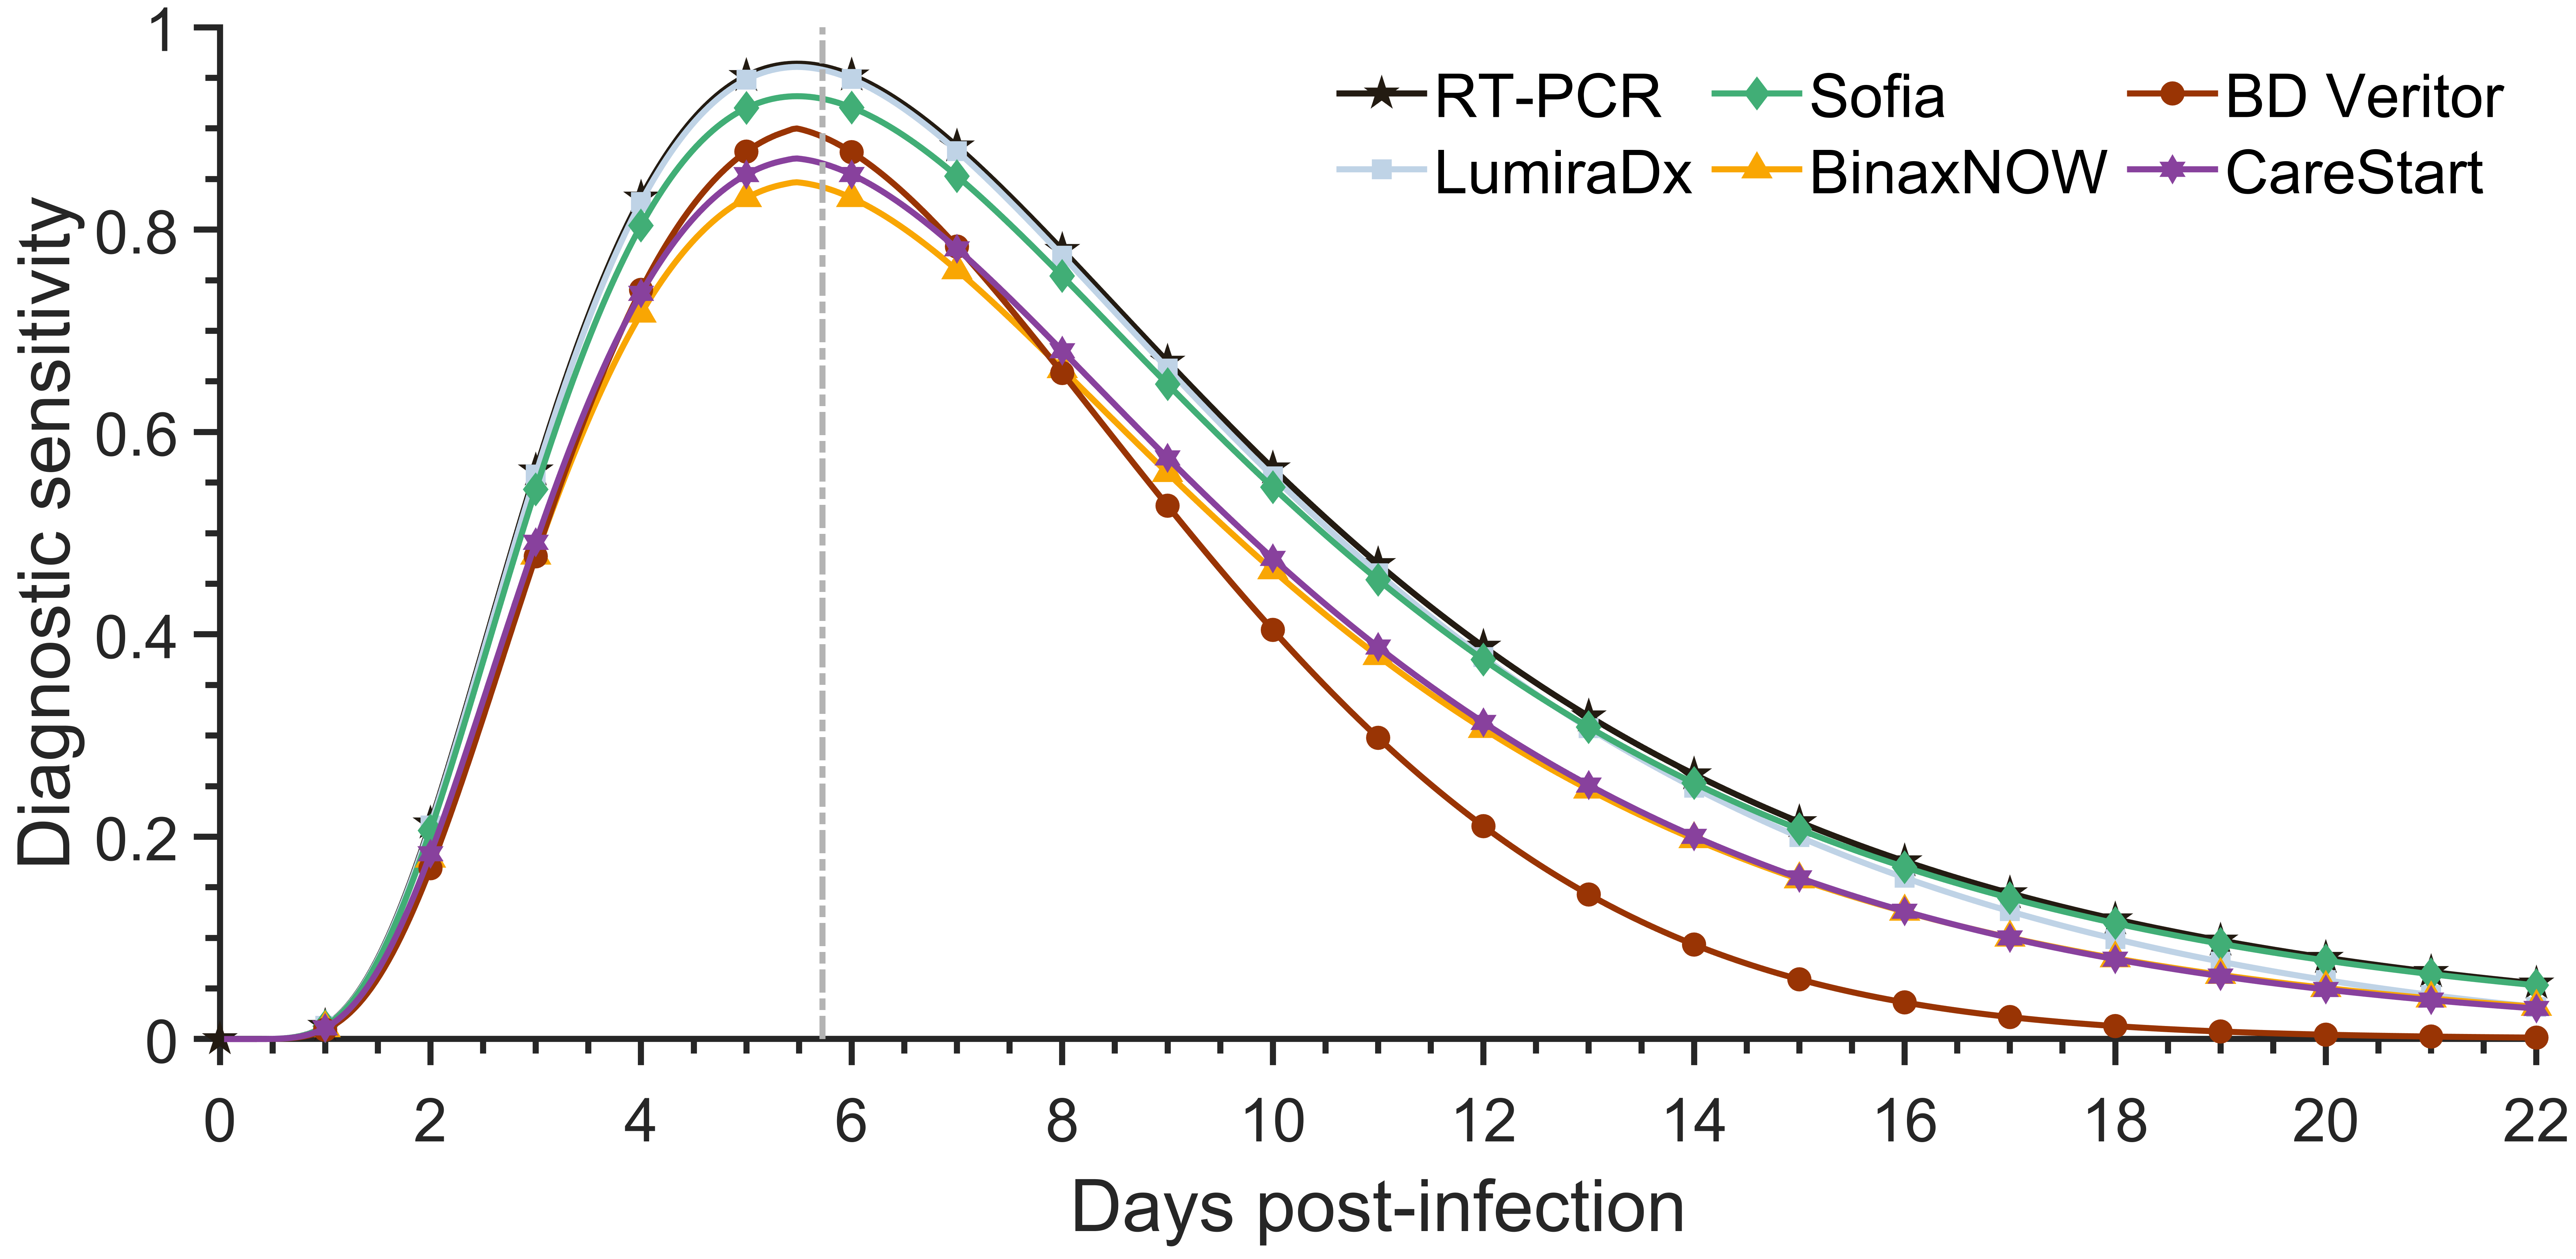 1
0.8
0.6
0.4
0.2
0
Diagnostic sensitivity
RT-PCR Sofia BD Veritor
LumiraDx BinaxNOW CareStart
0 2 4 6 8 10 12 14 16 18 20 22
Days post-infection